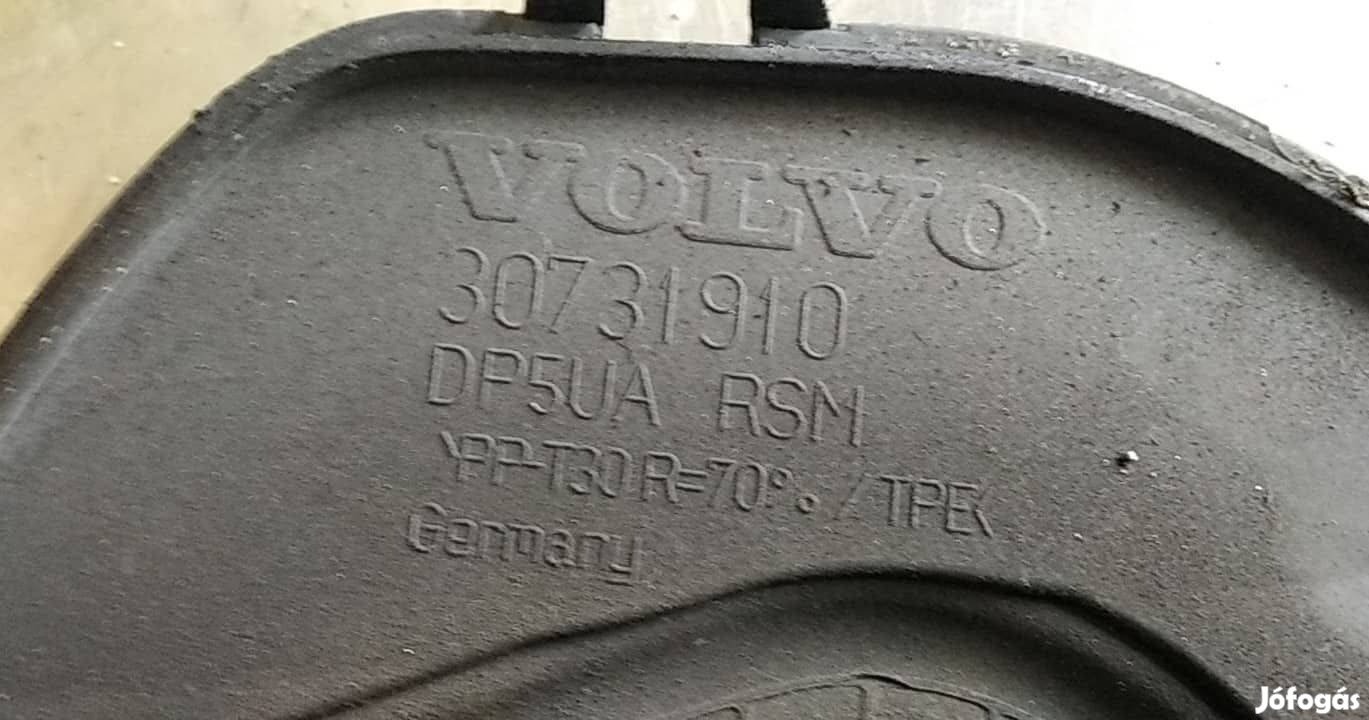 VOLVO
30731910
DP5UA RSM
>PP-T30 R=70% / TPE<
Germany
Jófogás